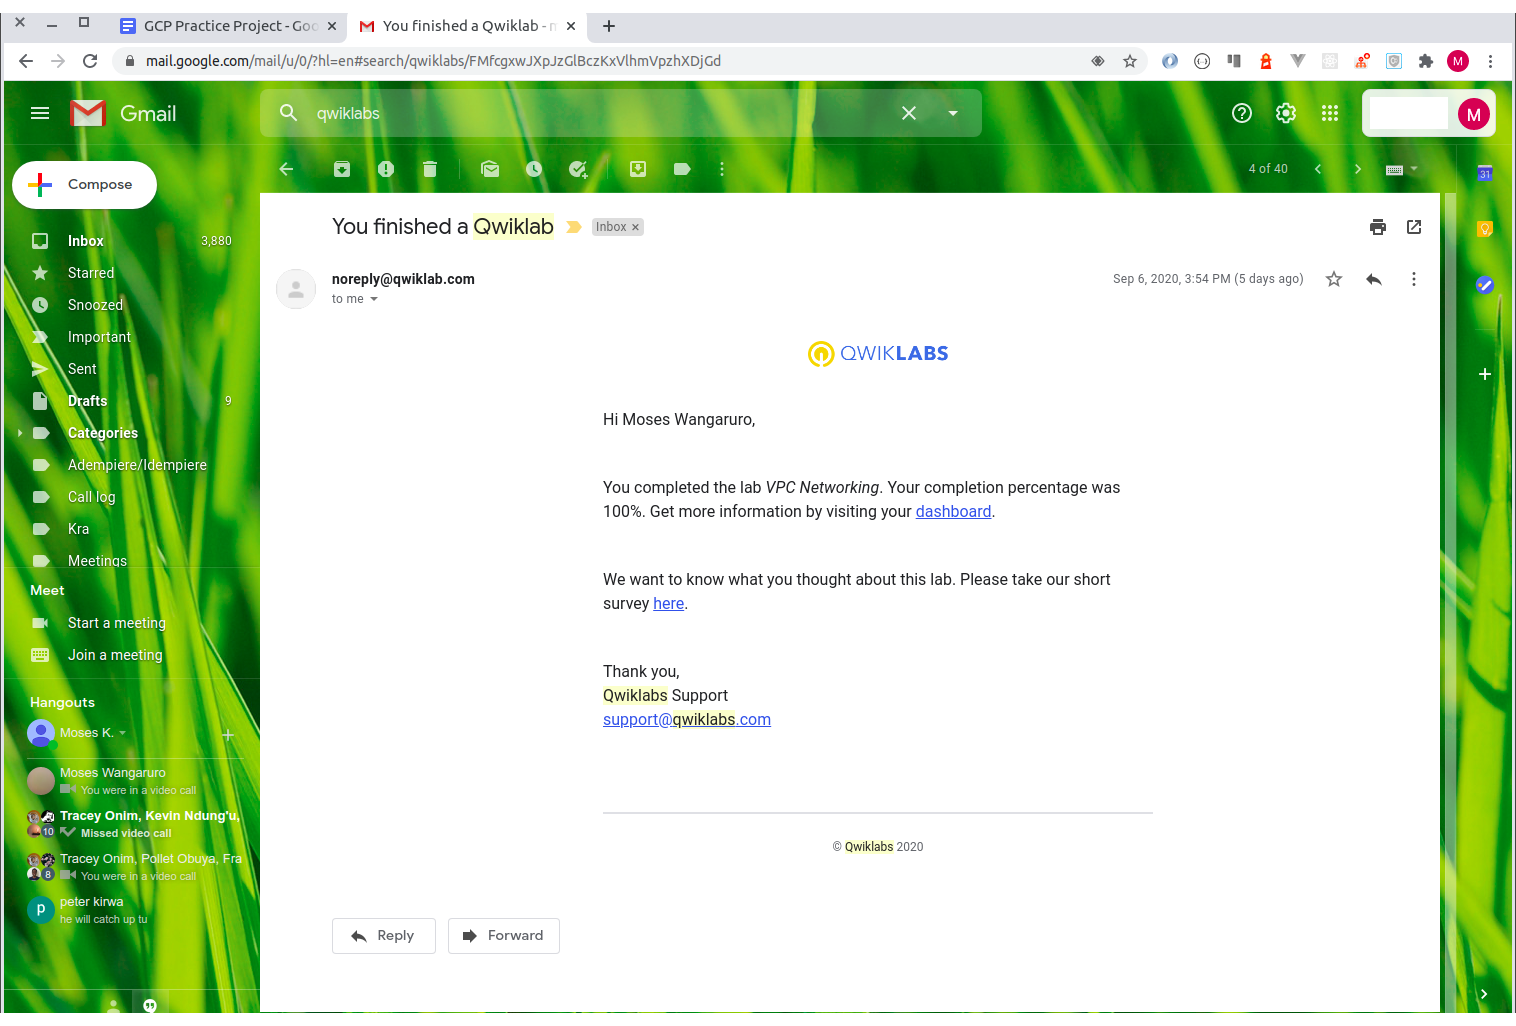 GCP Practice Project - Goo
You finished a Qwiklab - m
mail.google.com/mail/u/0/?hl=en#search/qwiklabs/FMfcgxwJXpJzGlBczKxVlhmVpzhXDjGd
M
Gmail
qwiklabs
M
Compose
4 of 40
31
Inbox 3,880
Starred
Snoozed
Important
Sent
Drafts 9
Categories
Adempiere/Idempiere
Call log
Kra
Meetings
Meet
Start a meeting
Join a meeting
Hangouts
Moses K.
Moses Wangaruro
You were in a video call
Tracey Onim, Kevin Ndung'u,
10 Missed video call
Tracey Onim, Pollet Obuya, Fra
8 You were in a video call
P
peter kirwa
he will catch up tu
You finished a Qwiklab
Inbox
noreply@qwiklab.com
Sep 6, 2020, 3:54 PM (5 days ago)
to me
QWIKLABS
Hi Moses Wangaruro,
You completed the lab VPC Networking. Your completion percentage was
100%. Get more information by visiting your dashboard.
We want to know what you thought about this lab. Please take our short
survey here.
Thank you,
Qwiklabs Support
support@qwiklabs.com
© Qwiklabs 2020
Reply
Forward